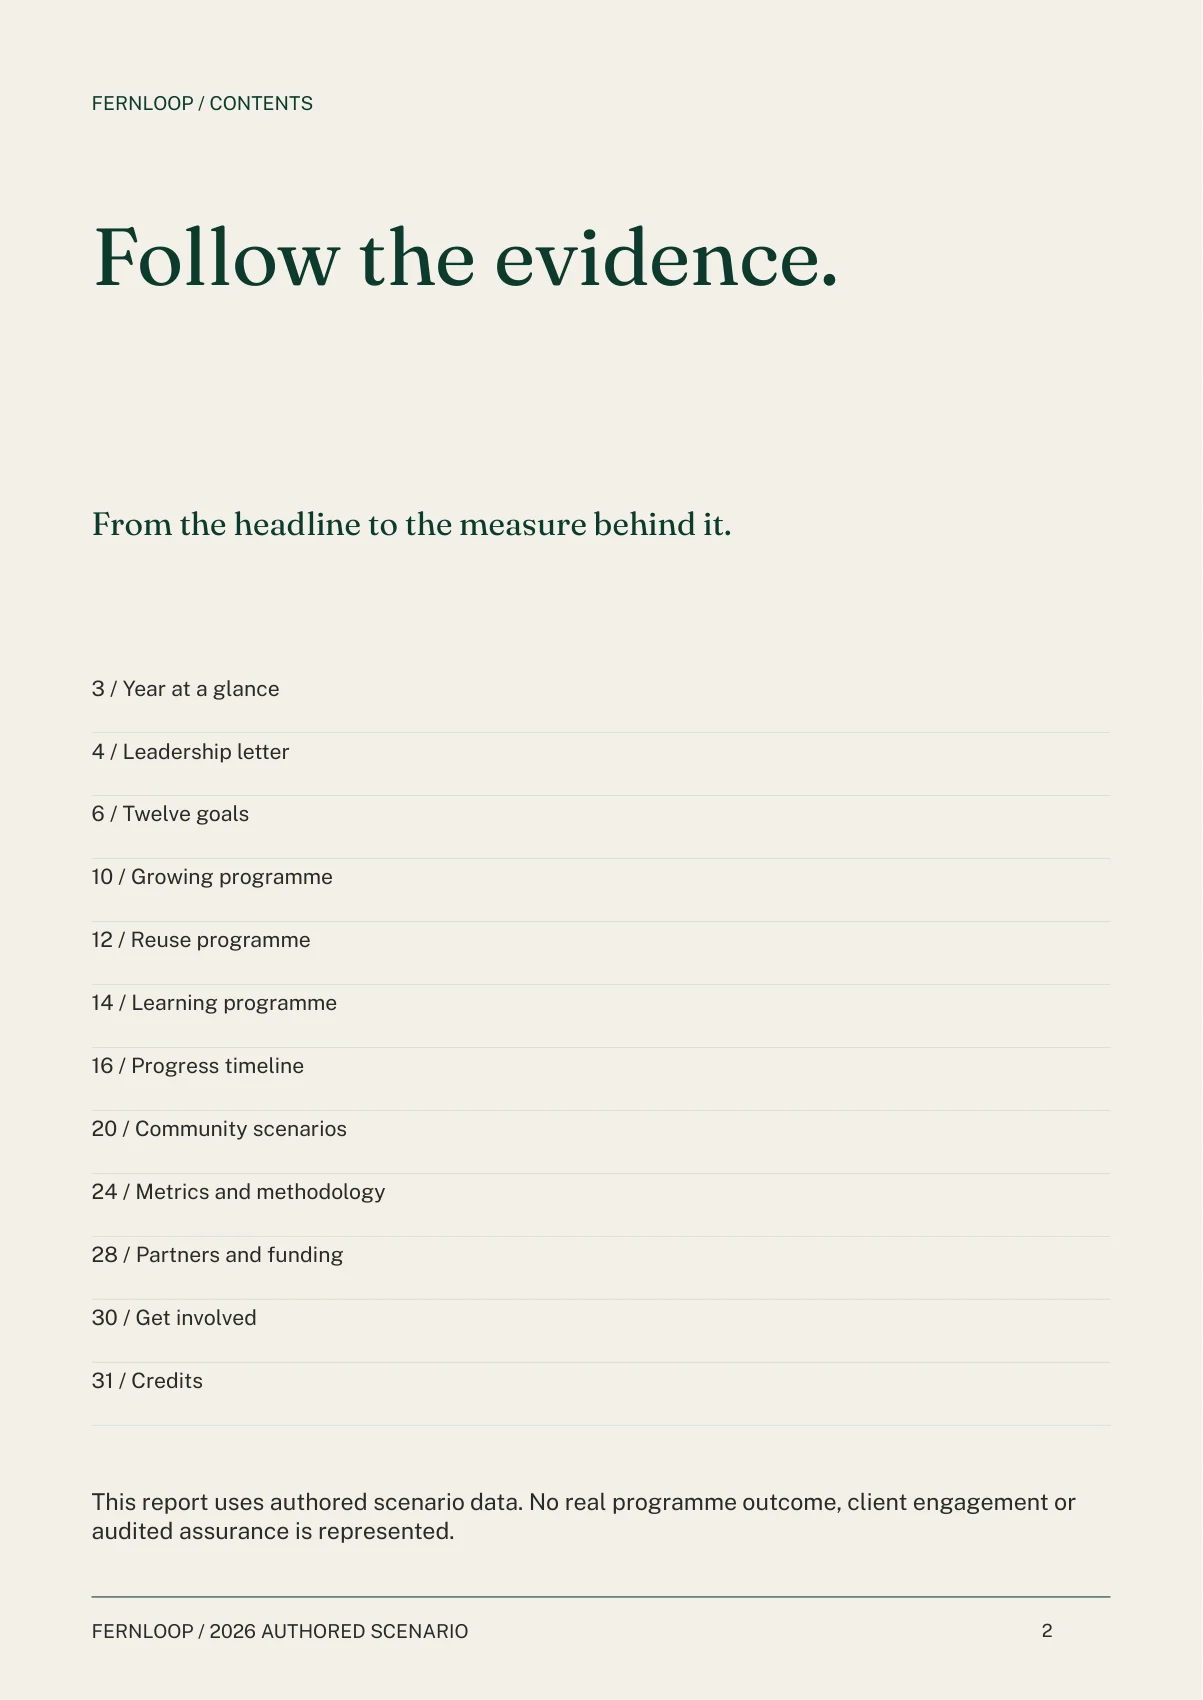 FERNLOOP / CONTENTS
Follow the evidence.
From the headline to the measure behind it.
3 / Year at a glance
4 / Leadership letter
6 / Twelve goals
10 / Growing programme
12 / Reuse programme
14 / Learning programme
16 / Progress timeline
20 / Community scenarios
24 / Metrics and methodology
28 / Partners and funding
30 / Get involved
31 / Credits
This report uses authored scenario data. No real programme outcome, client engagement or
audited assurance is represented.
FERNLOOP / 2026 AUTHORED SCENARIO 2